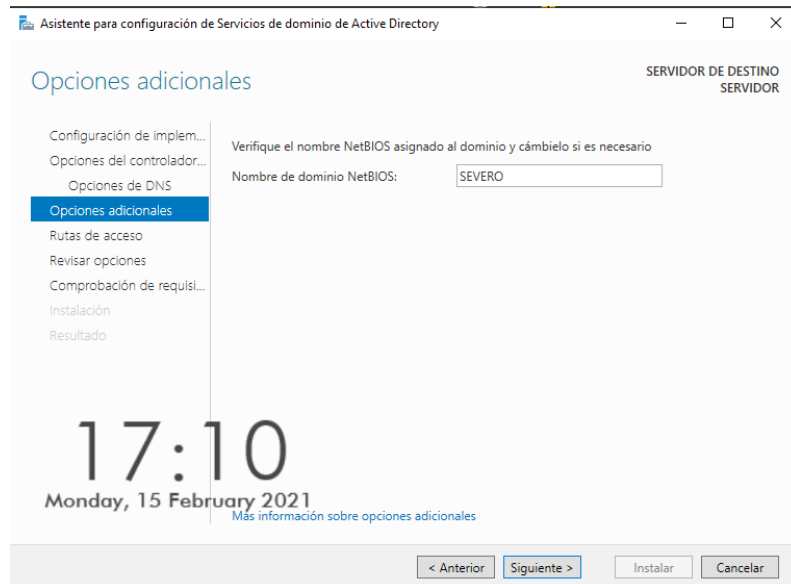 Asistente para configuración de Servicios de dominio de Active Directory
Opciones adicionales
SERVIDOR DE DESTINO
SERVIDOR
Configuración de implem...
Opciones del controlador...
Opciones de DNS
Opciones adicionales
Rutas de acceso
Revisar opciones
Comprobación de requisi...
Instalación
Resultado
Verifique el nombre NetBIOS asignado al dominio y cámbielo si es necesario
Nombre de dominio NetBIOS: SEVERO
17:10
Monday, 15 February 2021
Más información sobre opciones adicionales
< Anterior Siguiente > Instalar Cancelar